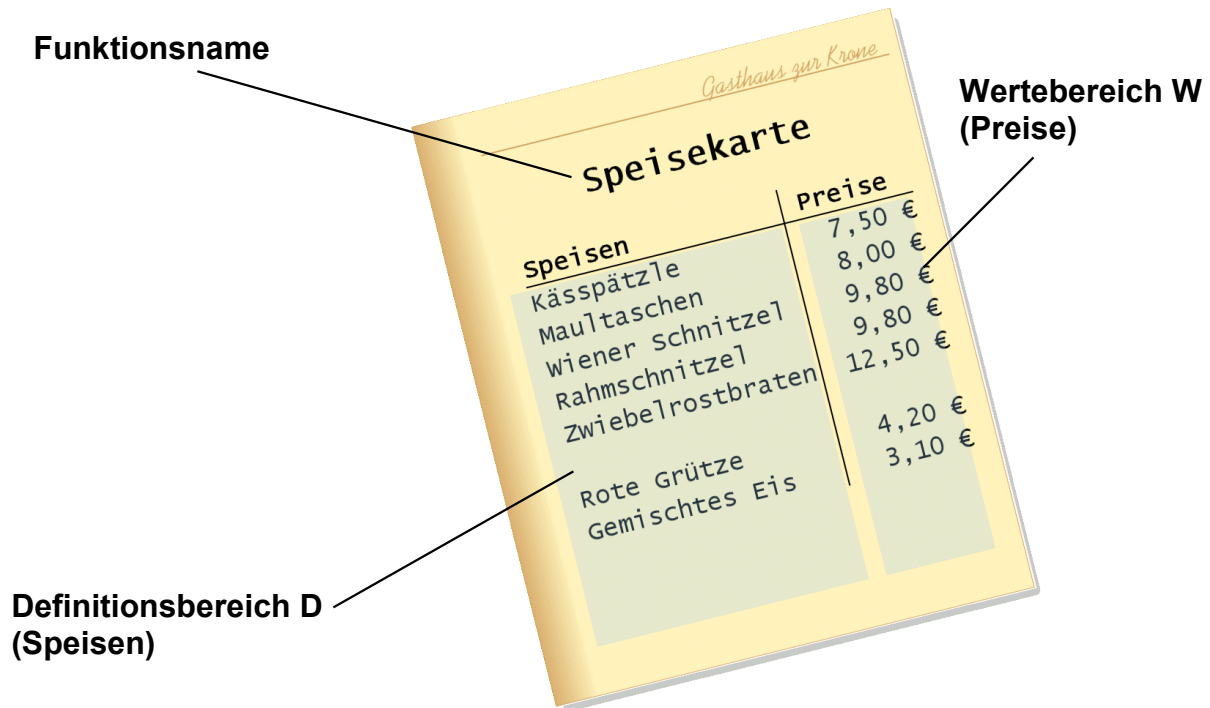 Funktionsname
Gasthaus zur Krone
Wertebereich W
(Preise)
Speisekarte
Speisen Preise
Kässpätzle 7,50 €
Maultaschen 8,00 €
Wiener Schnitzel 9,80 €
Rahmschnitzel 9,80 €
Zwiebelrostbraten 12,50 €
Rote Grütze 4,20 €
Gemischtes Eis 3,10 €
Definitionsbereich D
(Speisen)